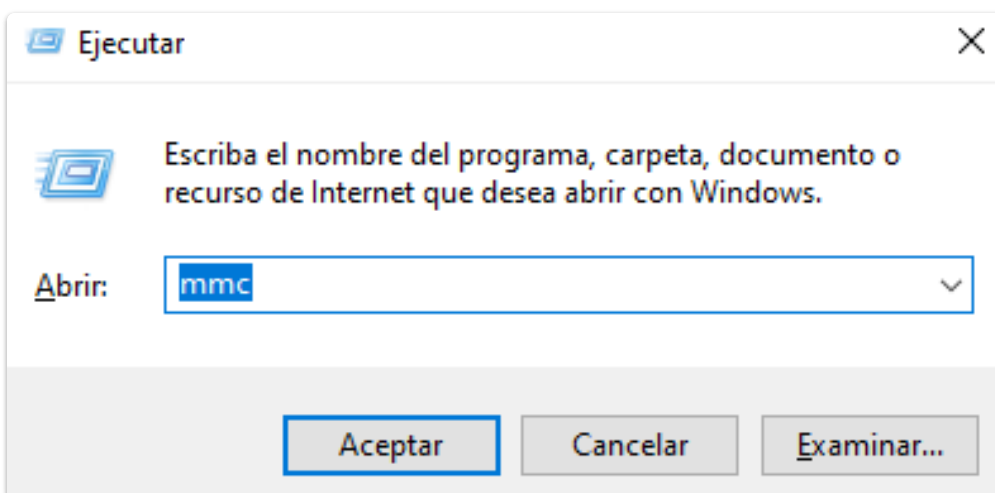 Ejecutar
Escriba el nombre del programa, carpeta, documento o
recurso de Internet que desea abrir con Windows.
Abrir: mmc
Aceptar Cancelar Examinar...